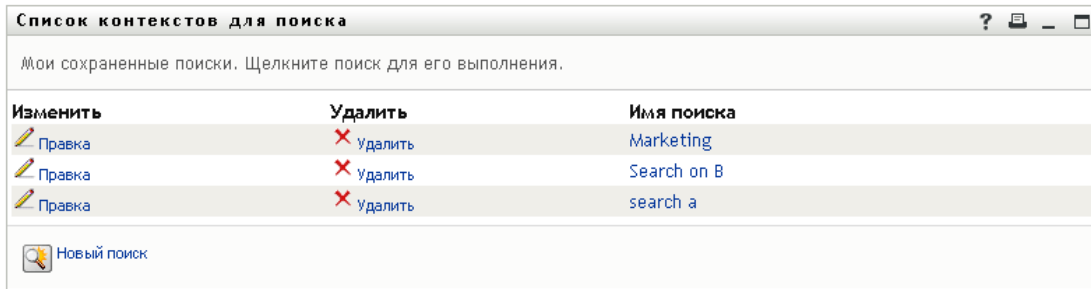 Список контекстов для поиска ?
Мои сохраненные поиски. Щелкните поиск для его выполнения.
Изменить Удалить Имя поиска
Правка Удалить Marketing
Правка Удалить Search on B
Правка Удалить search a
Новый поиск